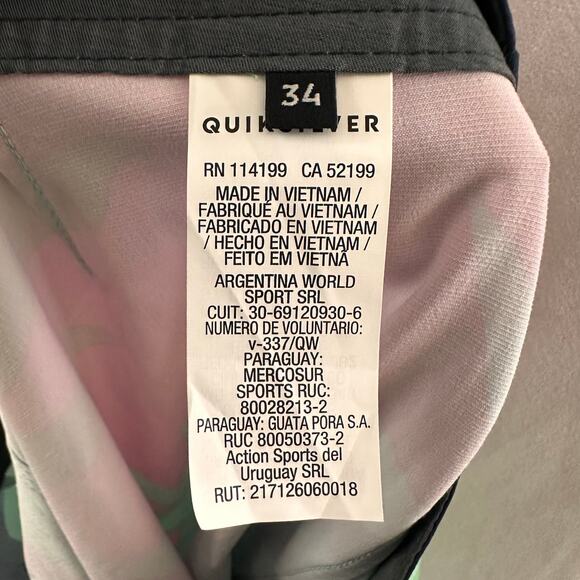 34
QUIKSILVER
RN 114199 CA 52199
MADE IN VIETNAM /
FABRIQUÉ AU VIETNAM /
FABRICADO EN VIETNAM
/ HECHO EN VIETNAM /
FEITO EM VIETNÃ
ARGENTINA WORLD
SPORT SRL
CUIT: 30-69120930-6
NUMERO DE VOLUNTARIO:
v-337/QW
PARAGUAY:
MERCOSUR
SPORTS RUC:
80028213-2
PARAGUAY: GUATA PORA S.A.
RUC 80050373-2
Action Sports del
Uruguay SRL
RUT: 217126060018